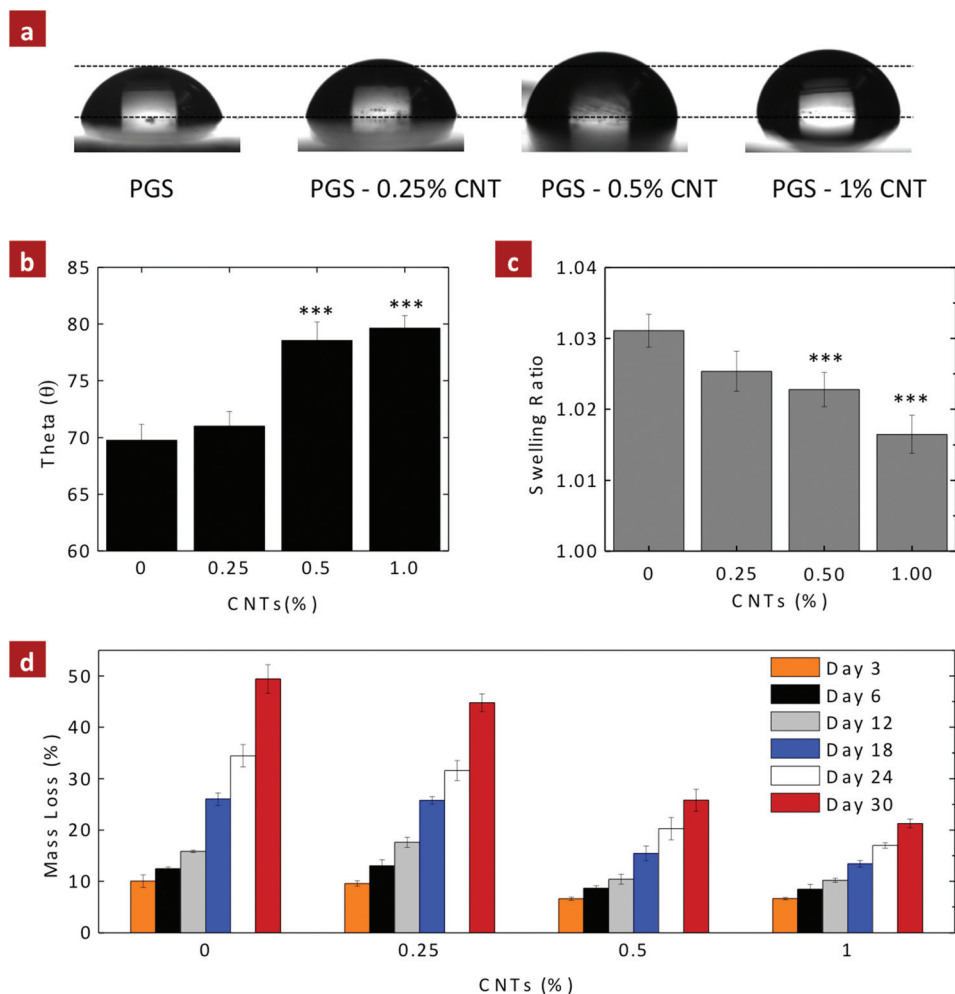 a
PGS
PGS - 0.25% CNT
PGS - 0.5% CNT
PGS - 1% CNT
b
85
80
75
70
65
60
Theta (θ)
***
***
0
0.25
0.5
1.0
CNTs(%)
c
1.04
1.03
1.02
1.01
1.00
Swelling Ratio
***
***
0
0.25
0.50
1.00
CNTs (%)
d
50
40
30
20
10
0
Mass Loss (%)
Day 3
Day 6
Day 12
Day 18
Day 24
Day 30
0
0.25
0.5
1
CNTs (%)